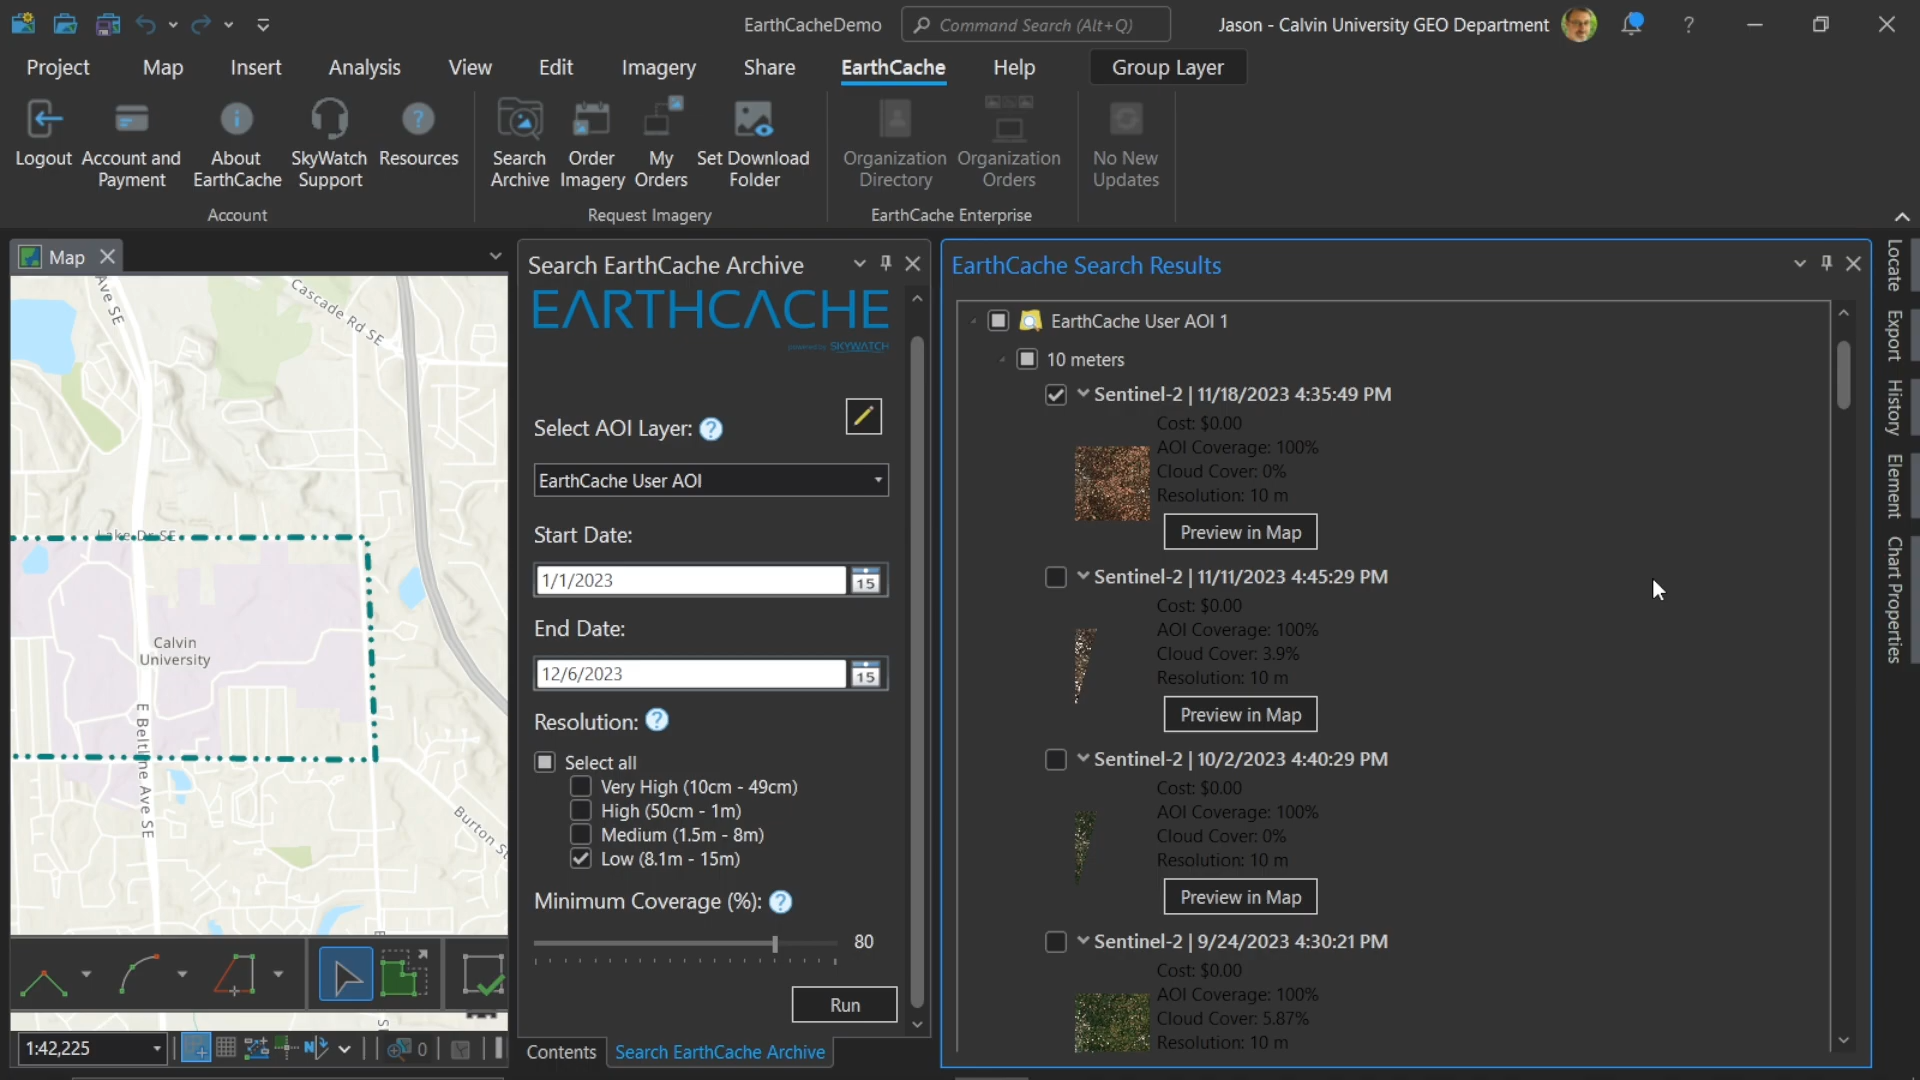 EarthCacheDemo
Command Search (Alt+Q)
Jason - Calvin University GEO Department
?
Project
Map
Insert
Analysis
View
Edit
Imagery
Share
EarthCache
Help
Group Layer
Logout
Account and
Payment
About
EarthCache
SkyWatch
Support
Resources
Account
Search
Archive
Order
Imagery
My
Orders
Set Download
Folder
Request Imagery
Organization
Directory
Organization
Orders
EarthCache Enterprise
No New
Updates
Map
Ave SE
Cascade Rd SE
Lake Dr SE
Calvin
University
E Beltline Ave SE
Burton S
1:42,225
0
Search EarthCache Archive
EARTHCACHE
powered by SKYWATCH
Select AOI Layer:
EarthCache User AOI
Start Date:
1/1/2023
15
End Date:
12/6/2023
15
Resolution:
Select all
Very High (10cm - 49cm)
High (50cm - 1m)
Medium (1.5m - 8m)
Low (8.1m - 15m)
Minimum Coverage (%):
80
Run
Contents
Search EarthCache Archive
EarthCache Search Results
EarthCache User AOI 1
10 meters
Sentinel-2 | 11/18/2023 4:35:49 PM
Cost: $0.00
AOI Coverage: 100%
Cloud Cover: 0%
Resolution: 10 m
Preview in Map
Sentinel-2 | 11/11/2023 4:45:29 PM
Cost: $0.00
AOI Coverage: 100%
Cloud Cover: 3.9%
Resolution: 10 m
Preview in Map
Sentinel-2 | 10/2/2023 4:40:29 PM
Cost: $0.00
AOI Coverage: 100%
Cloud Cover: 0%
Resolution: 10 m
Preview in Map
Sentinel-2 | 9/24/2023 4:30:21 PM
Cost: $0.00
AOI Coverage: 100%
Cloud Cover: 5.87%
Resolution: 10 m
Locate
Export
History
Element
Chart Properties